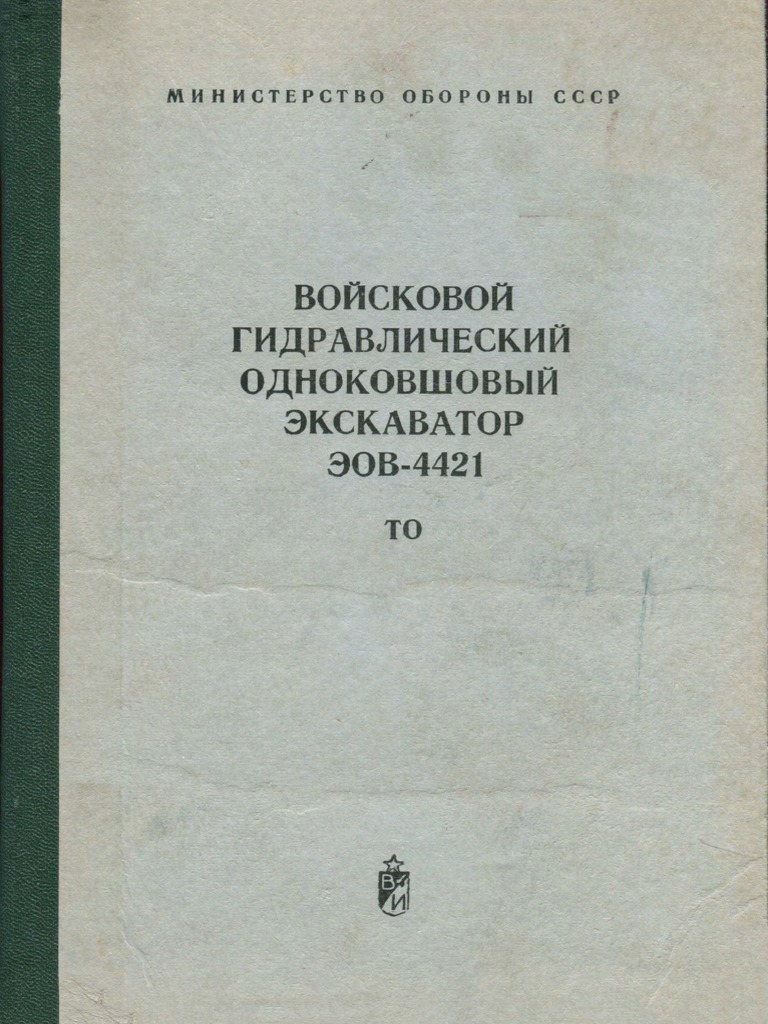 МИНИСТЕРСТВО ОБОРОНЫ СССР
ВОЙСКОВОЙ
ГИДРАВЛИЧЕСКИЙ
ОДНОКОВШОВЫЙ
ЭКСКАВАТОР
ЭОВ-4421
ТО
В
И